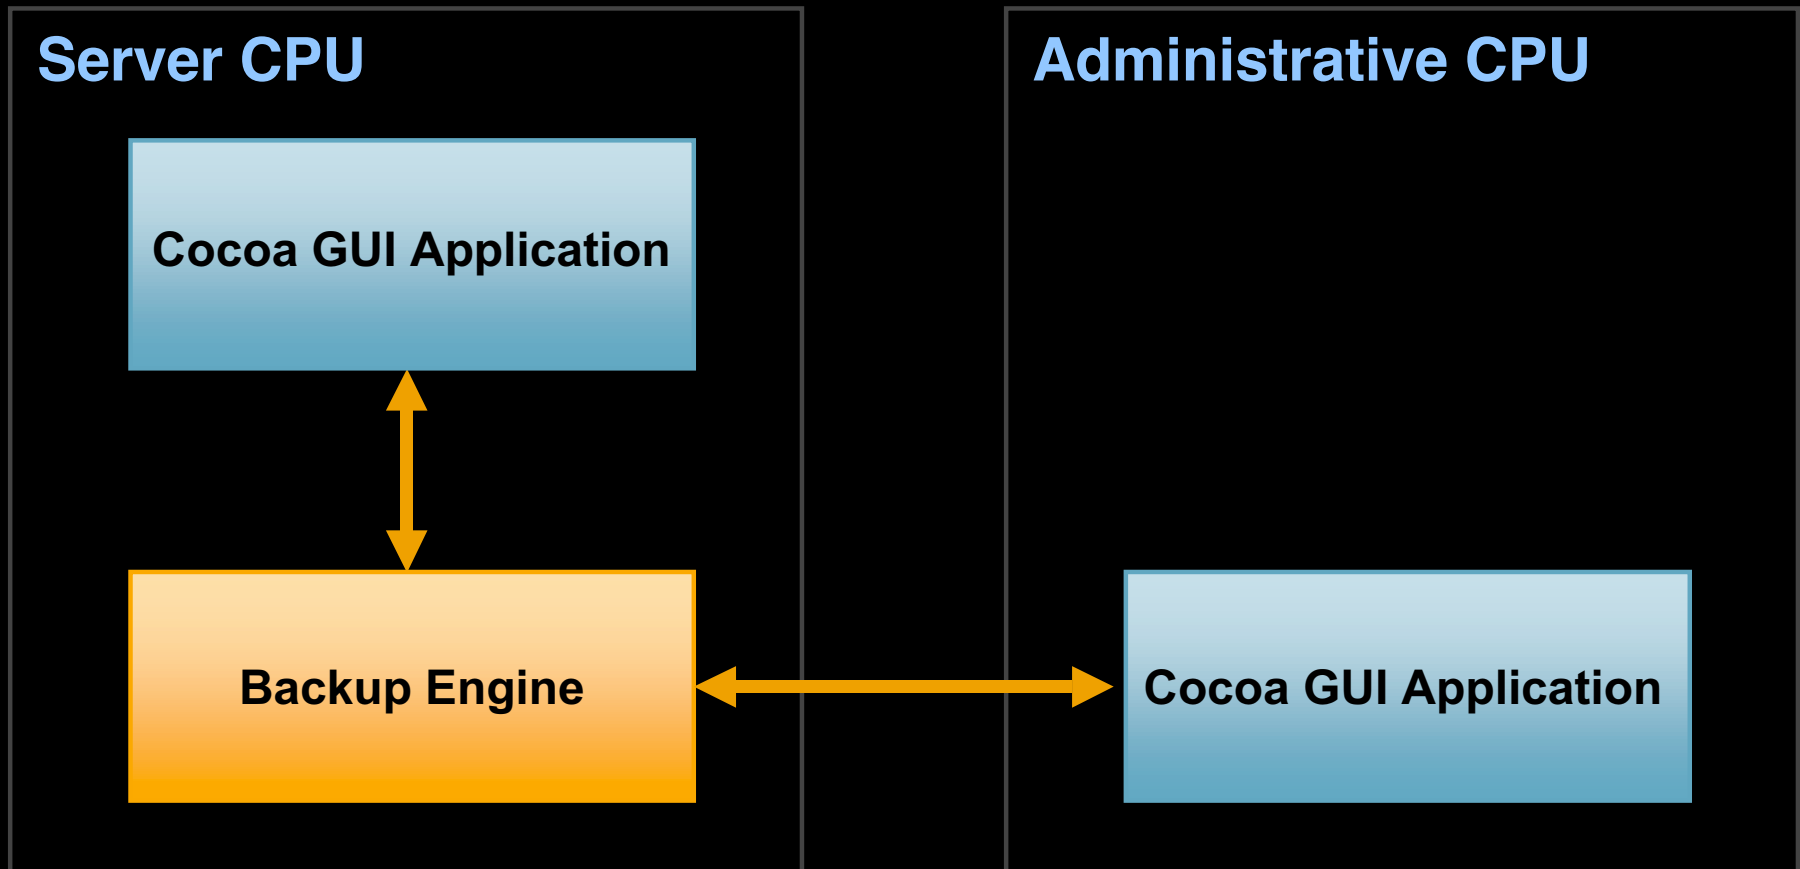 Server CPU
Administrative CPU
Cocoa GUI Application
Backup Engine
Cocoa GUI Application